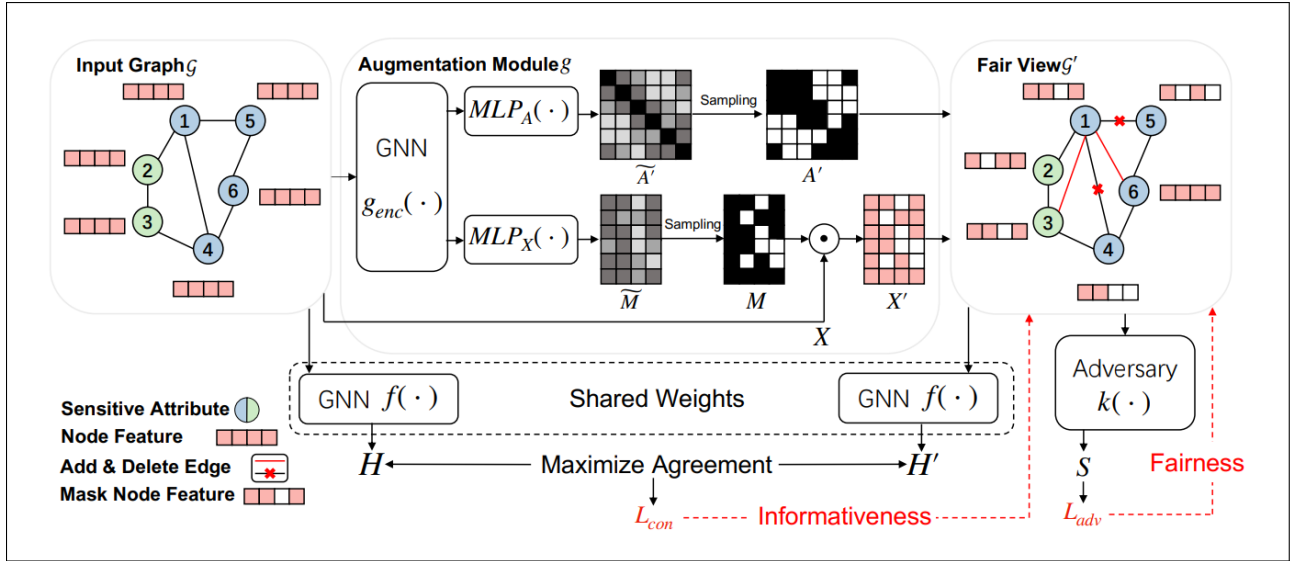 Input Graph 𝒢
1
5
2
6
3
4
Augmentation Module g
GNN
g_enc(·)
MLP_A(·)
Sampling
Ã'
A'
MLP_X(·)
Sampling
M̃
M
X'
X
Fair View 𝒢'
1
5
2
6
3
4
GNN f(·)
Shared Weights
GNN f(·)
Adversary
k(·)
Sensitive Attribute
Node Feature
Add & Delete Edge
Mask Node Feature
H
Maximize Agreement
H'
S
Fairness
L_con
Informativeness
L_adv